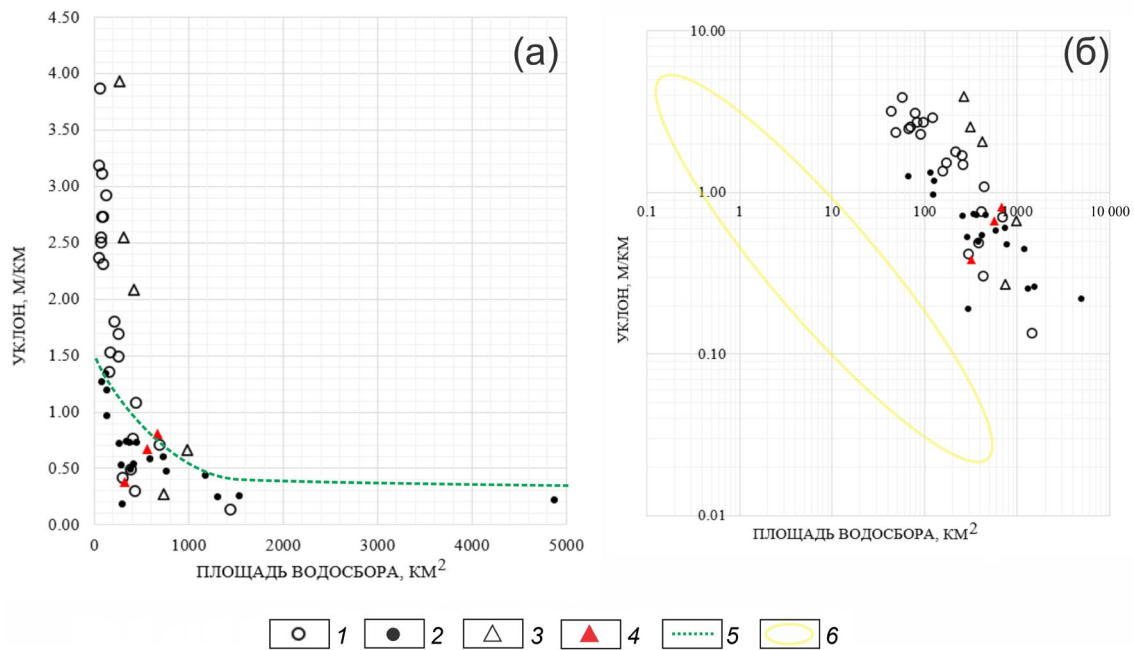 (а)
4.50
4.00
3.50
3.00
2.50
2.00
1.50
1.00
0.50
0.00
0 1000 2000 3000 4000 5000
УКЛОН, М/КМ
ПЛОЩАДЬ ВОДОСБОРА, КМ2
(б)
10.00
1.00
0.1 1 10 100 1 000 10 000
0.10
0.01
УКЛОН, М/КМ
ПЛОЩАДЬ ВОДОСБОРА, КМ2
1 2 3 4 5 6